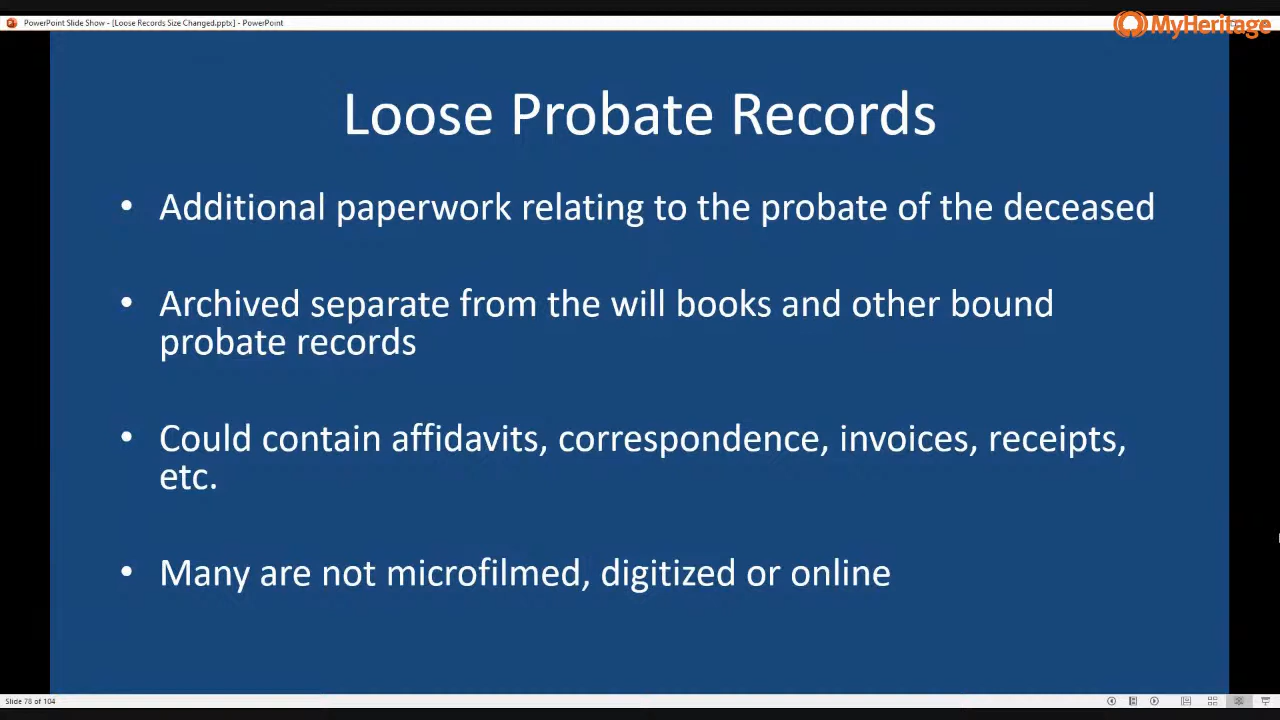 PowerPoint Slide Show - [Loose Records Size Changed.pptx] - PowerPoint
MyHeritage
Loose Probate Records
• Additional paperwork relating to the probate of the deceased
• Archived separate from the will books and other bound
probate records
• Could contain affidavits, correspondence, invoices, receipts,
etc.
• Many are not microfilmed, digitized or online
Slide 78 of 104